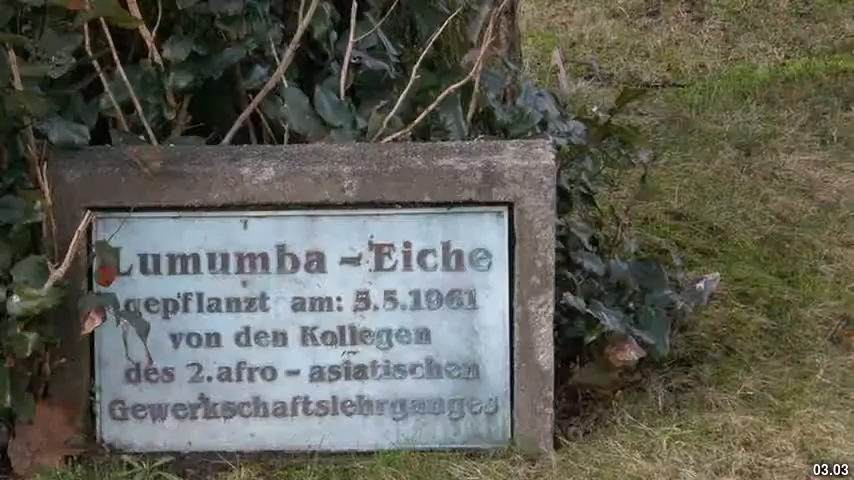 Lumumba - Eiche
gepflanzt am: 5.5.1961
von den Kollegen
des 2. afro - asiatischen
Gewerkschaftslehrganges
03.03